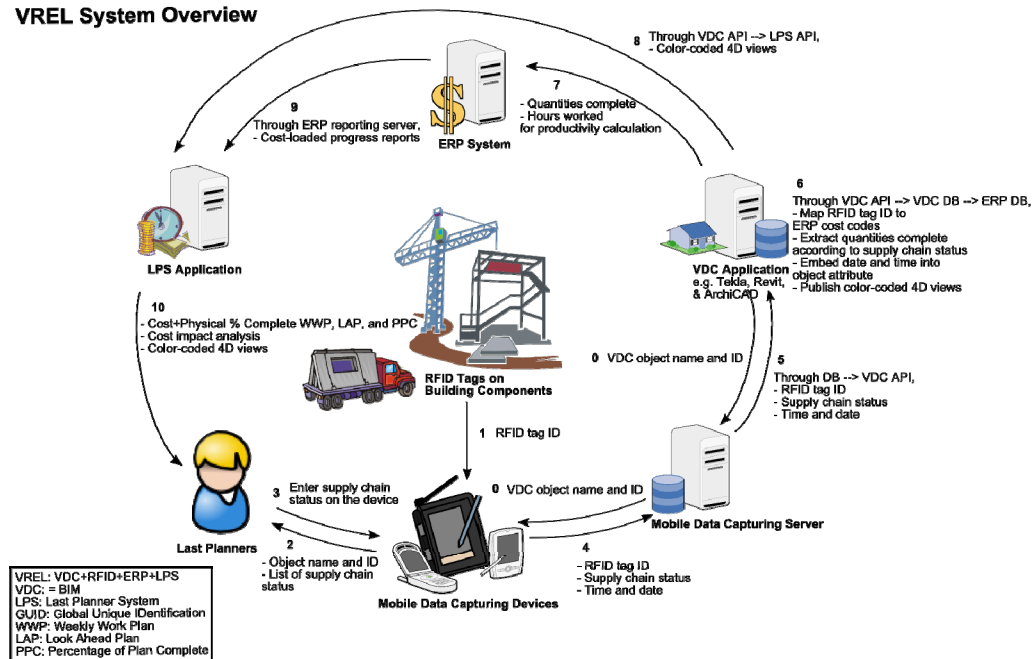 VREL System Overview
8 Through VDC API --> LPS API,
- Color-coded 4D views
7
- Quantities complete
- Hours worked
for productivity calculation
9
Through ERP reporting server,
- Cost-loaded progress reports
ERP System
6
Through VDC API --> VDC DB --> ERP DB,
- Map RFID tag ID to
ERP cost codes
- Extract quantities complete
according to supply chain status
- Embed date and time into
object attribute
- Publish color-coded 4D views
LPS Application
VDC Application
e.g. Tekla, Revit,
& ArchiCAD
10
- Cost+Physical % Complete WWP, LAP, and PPC
- Cost impact analysis
- Color-coded 4D views
RFID Tags on
Building Components
0 VDC object name and ID
5
Through DB --> VDC API,
- RFID tag ID
- Supply chain status
- Time and date
1 RFID tag ID
3 Enter supply chain
status on the device
0 VDC object name and ID
Mobile Data Capturing Server
Last Planners
2
- Object name and ID
- List of supply chain
status
4
- RFID tag ID
- Supply chain status
- Time and date
Mobile Data Capturing Devices
VREL: VDC+RFID+ERP+LPS
VDC: = BIM
LPS: Last Planner System
GUID: Global Unique IDentification
WWP: Weekly Work Plan
LAP: Look Ahead Plan
PPC: Percentage of Plan Complete